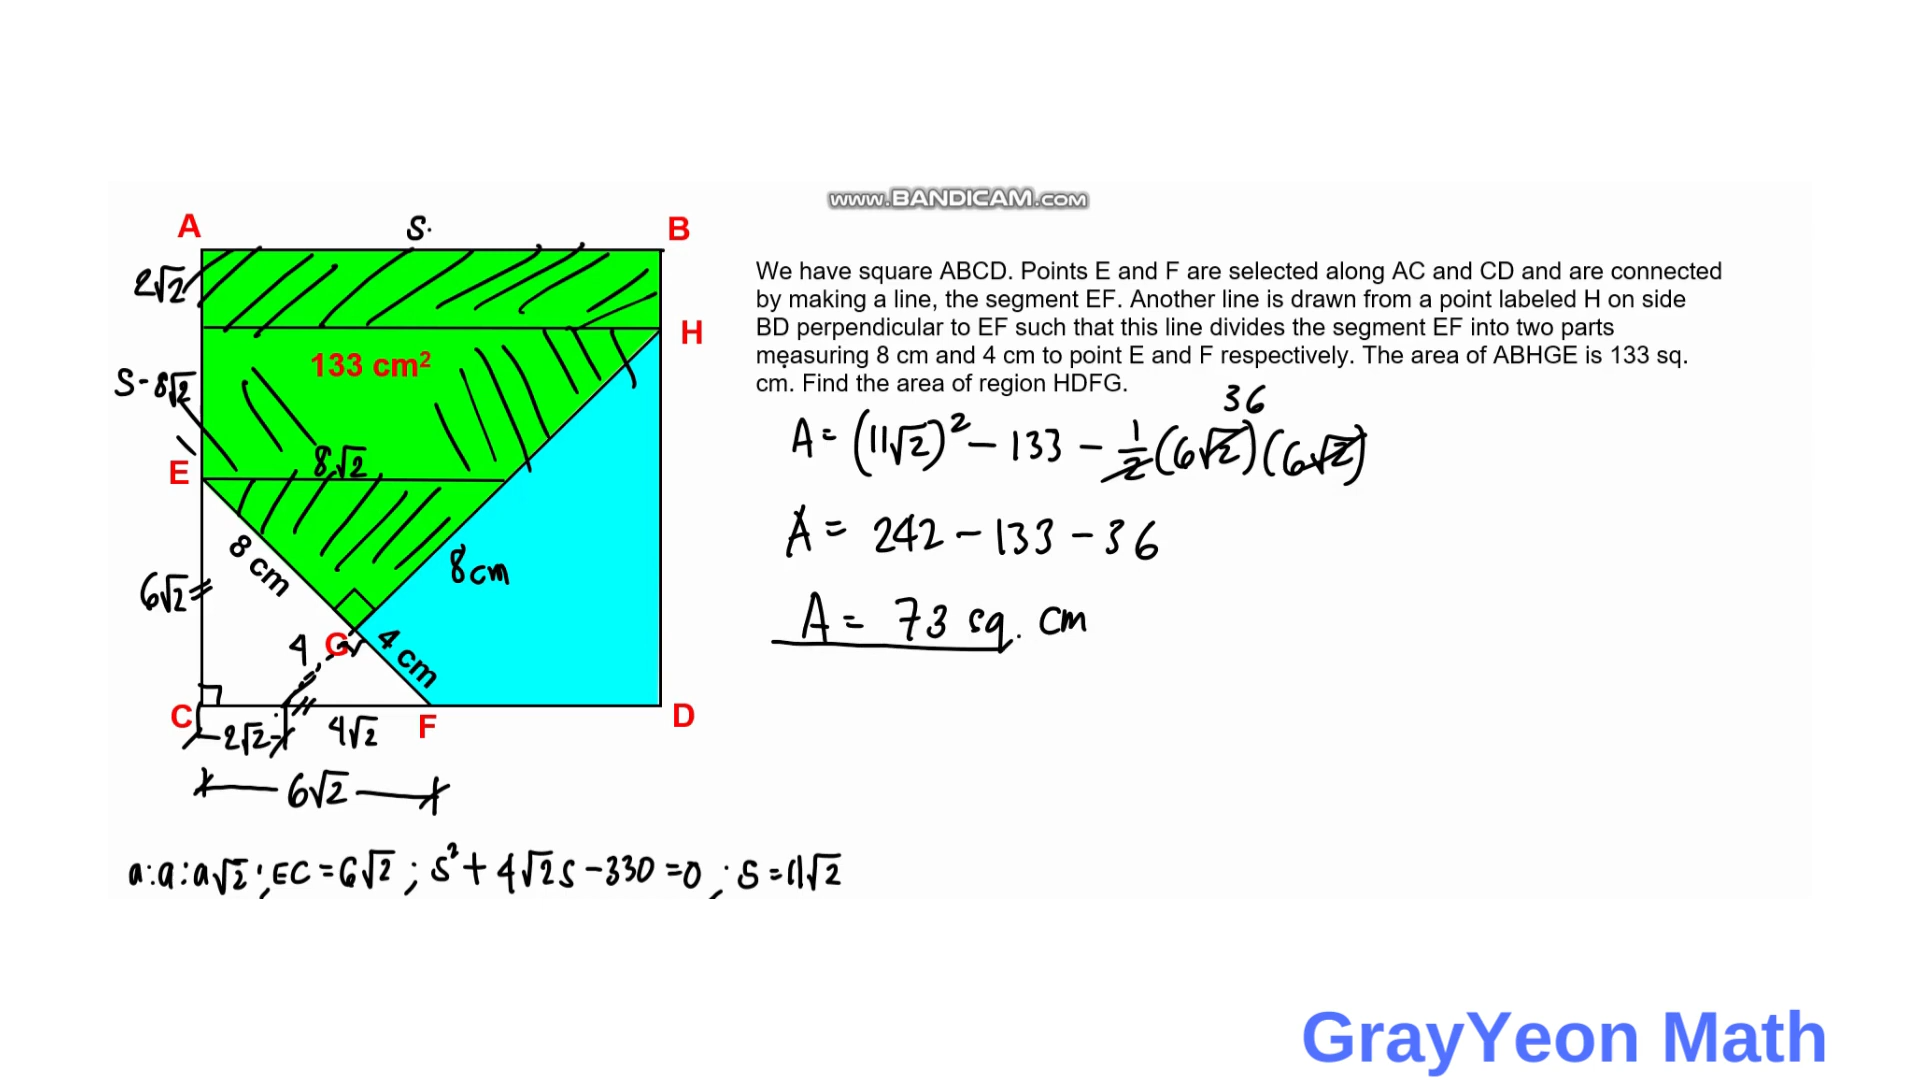 www.BANDICAM.com
A
S.
B
2√2
H
133 cm²
S-8√2
8√2
E
8 cm
8cm
6√2
4
G
4 cm
C
2√2
4√2
F
D
6√2
a:a:a√2 ; EC = 6√2 ; S² + 4√2S - 330 = 0 ; S = 11√2
We have square ABCD. Points E and F are selected along AC and CD and are connected
by making a line, the segment EF. Another line is drawn from a point labeled H on side
BD perpendicular to EF such that this line divides the segment EF into two parts
measuring 8 cm and 4 cm to point E and F respectively. The area of ABHGE is 133 sq.
cm. Find the area of region HDFG.
36
A = (11√2)² - 133 - 1/2 (6√2)(6√2)
A = 242 - 133 - 36
A = 73 sq. cm
GrayYeon Math